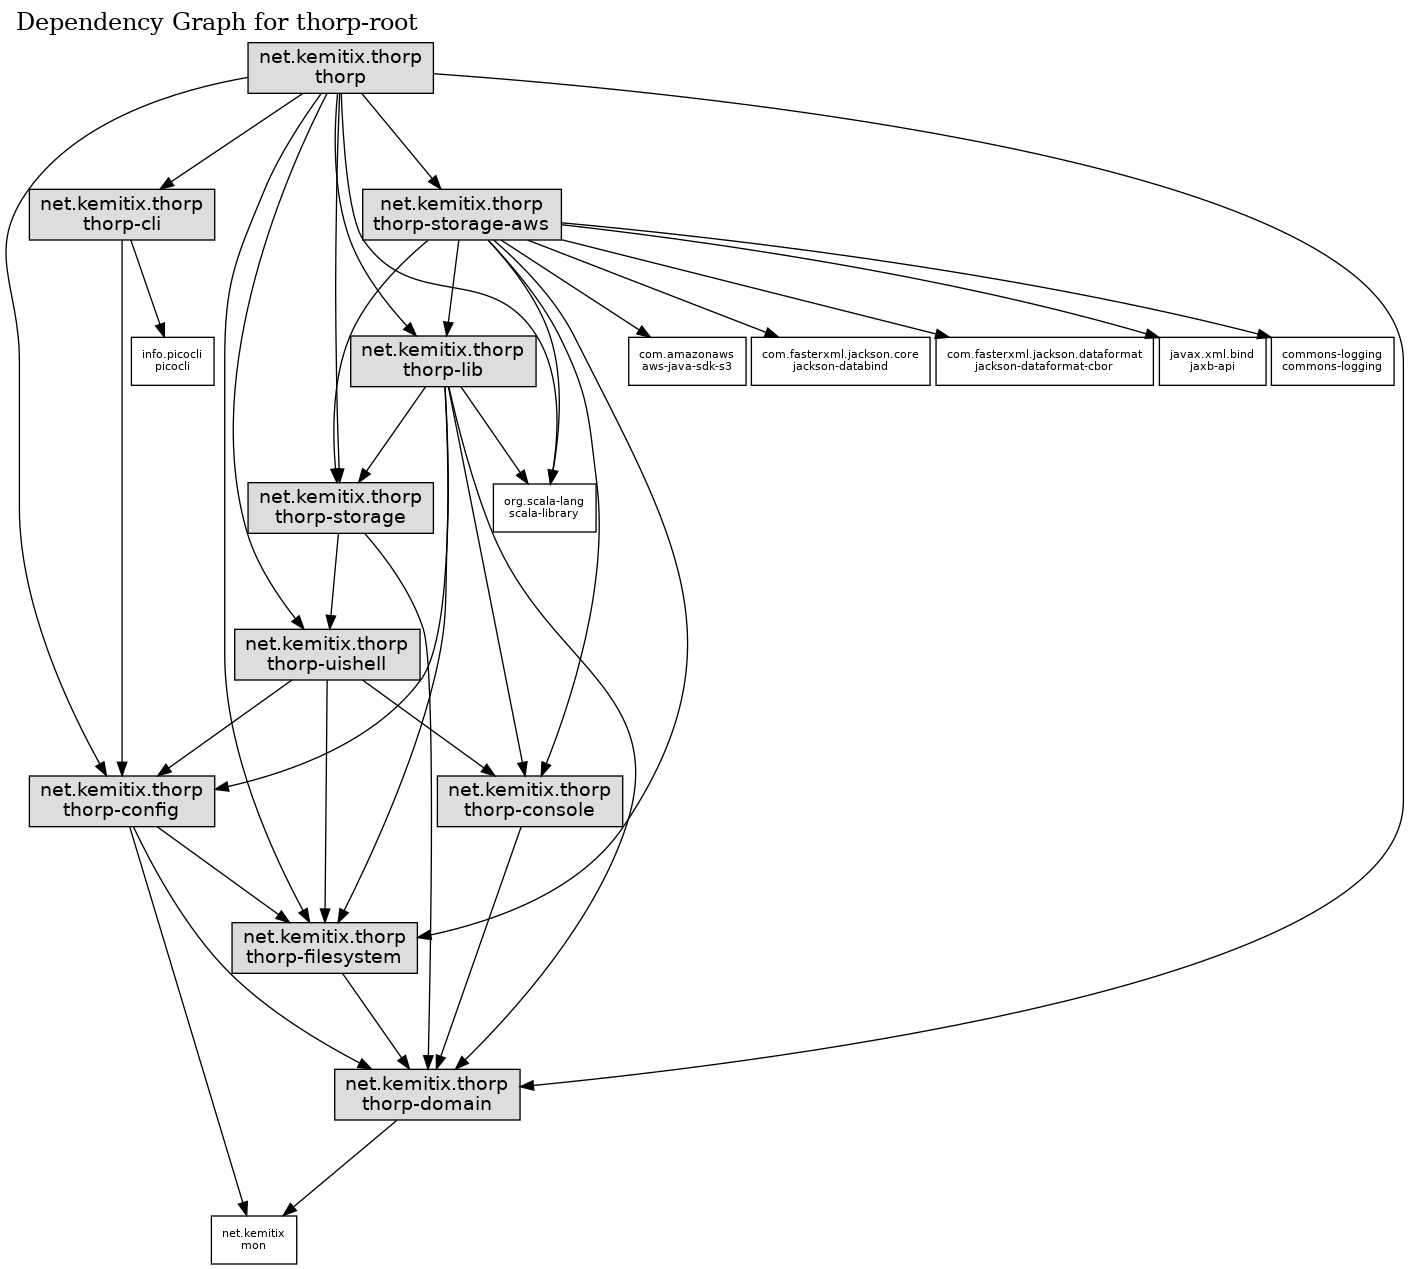 Dependency Graph for thorp-root
net.kemitix.thorp
thorp
net.kemitix.thorp
thorp-cli
net.kemitix.thorp
thorp-storage-aws
info.picocli
picocli
net.kemitix.thorp
thorp-lib
com.amazonaws
aws-java-sdk-s3
com.fasterxml.jackson.core
jackson-databind
com.fasterxml.jackson.dataformat
jackson-dataformat-cbor
javax.xml.bind
jaxb-api
commons-logging
commons-logging
net.kemitix.thorp
thorp-storage
org.scala-lang
scala-library
net.kemitix.thorp
thorp-uishell
net.kemitix.thorp
thorp-config
net.kemitix.thorp
thorp-console
net.kemitix.thorp
thorp-filesystem
net.kemitix.thorp
thorp-domain
net.kemitix
mon